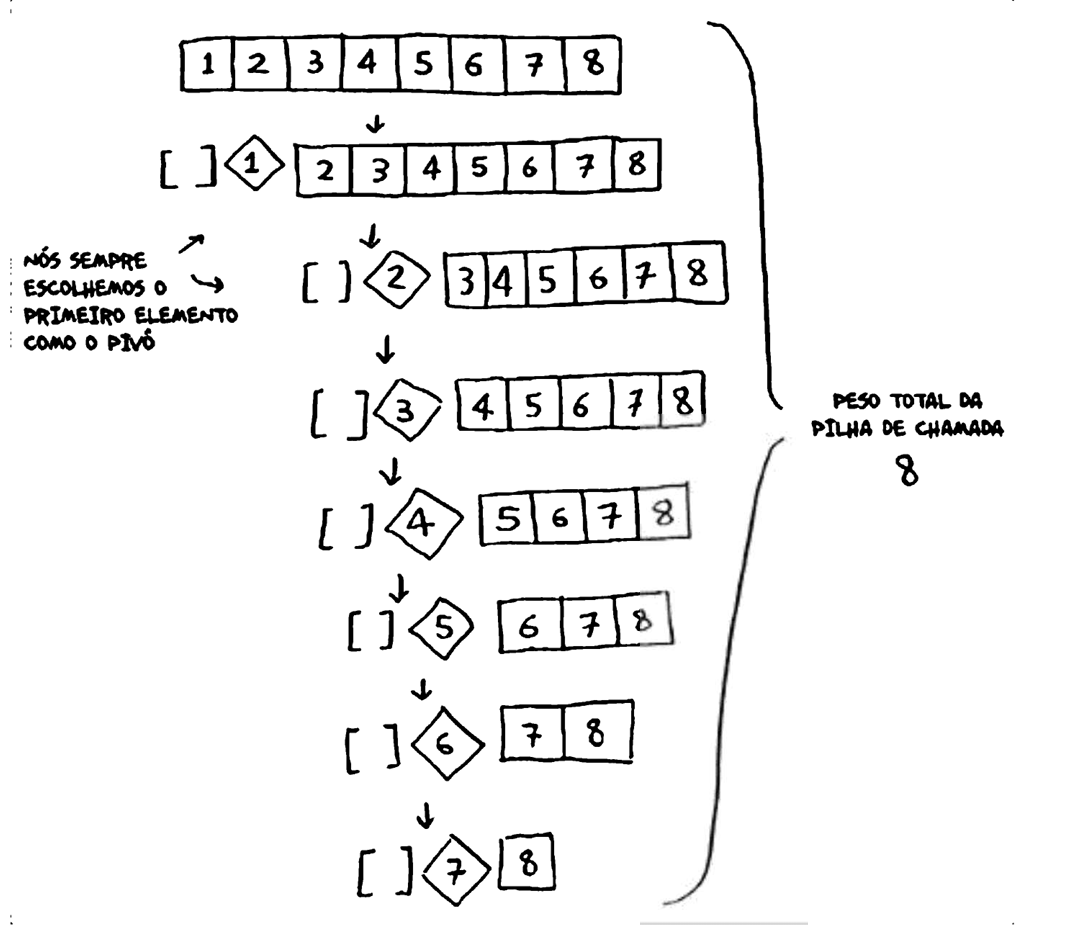 1 2 3 4 5 6 7 8
[ ] 1 2 3 4 5 6 7 8
[ ] 2 3 4 5 6 7 8
NÓS SEMPRE
ESCOLHEMOS O
PRIMEIRO ELEMENTO
COMO O PIVÔ
[ ] 3 4 5 6 7 8
PESO TOTAL DA
PILHA DE CHAMADA
8
[ ] 4 5 6 7 8
[ ] 5 6 7 8
[ ] 6 7 8
[ ] 7 8